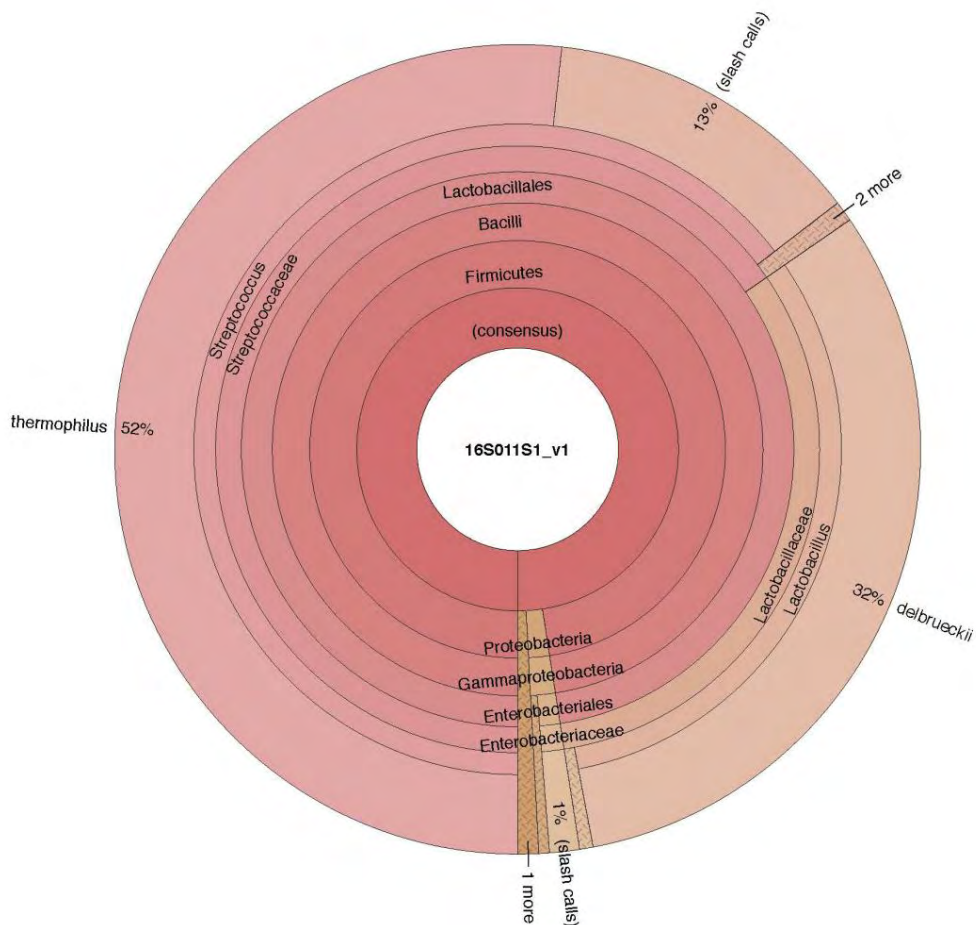 13% (slash calls)
2 more
Lactobacillales
Bacilli
Firmicutes
(consensus)
Streptococcus
Streptococcaceae
thermophilus 52%
16S011S1_v1
Lactobacillaceae
Lactobacillus
32% delbrueckii
Proteobacteria
Gammaproteobacteria
Enterobacteriales
Enterobacteriaceae
1% (slash calls)
1 more